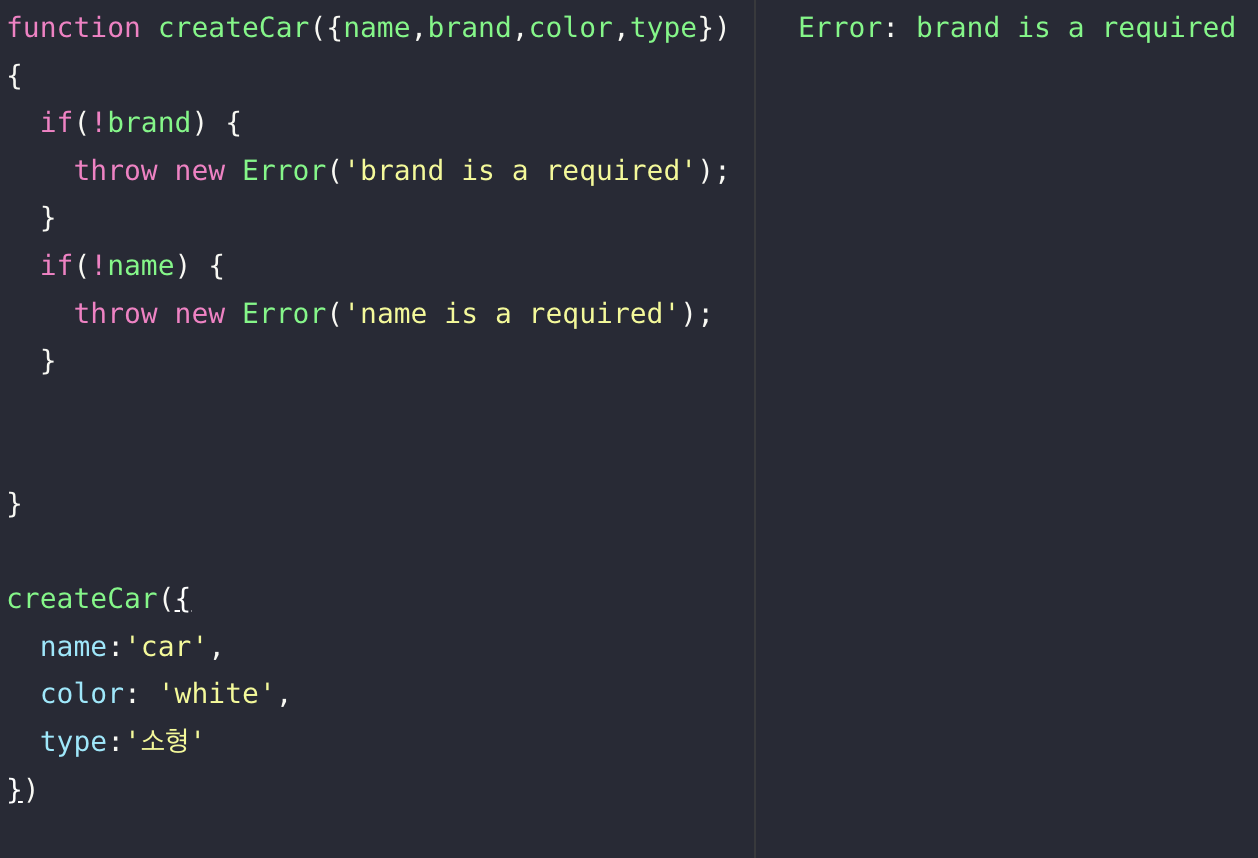 function createCar({name,brand,color,type})
{
  if(!brand) {
    throw new Error('brand is a required');
  }
  if(!name) {
    throw new Error('name is a required');
  }
}
createCar({
  name:'car',
  color: 'white',
  type:'소형'
})
Error: brand is a required